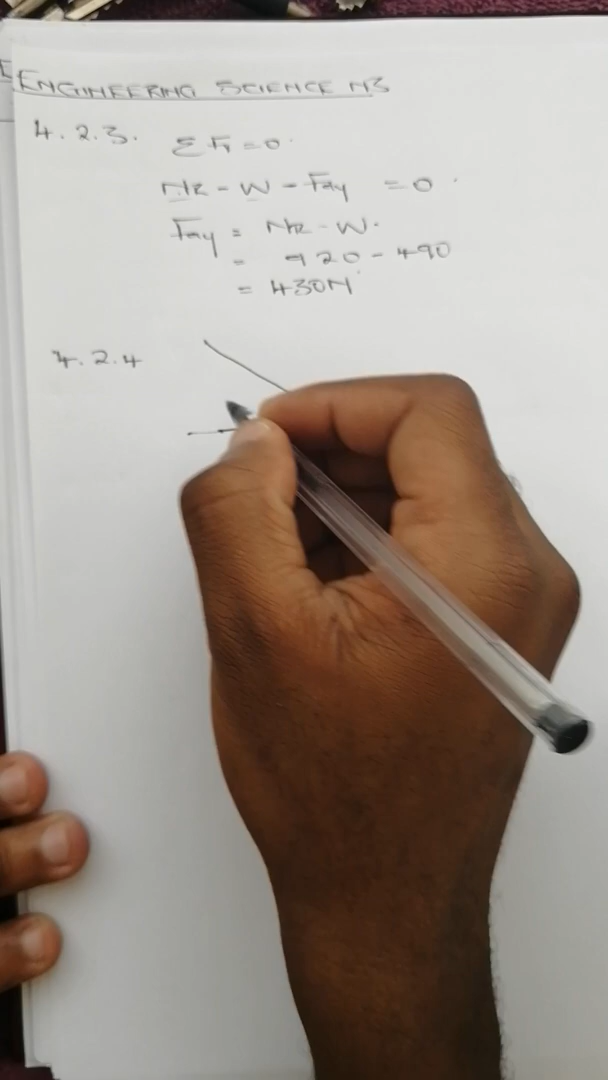 ENGINEERING SCIENCE N3
4.2.3. ΣFy = 0.
NR - W - Fay = 0.
Fay = NR - W.
= 920 - 490
= 430N
4.2.4